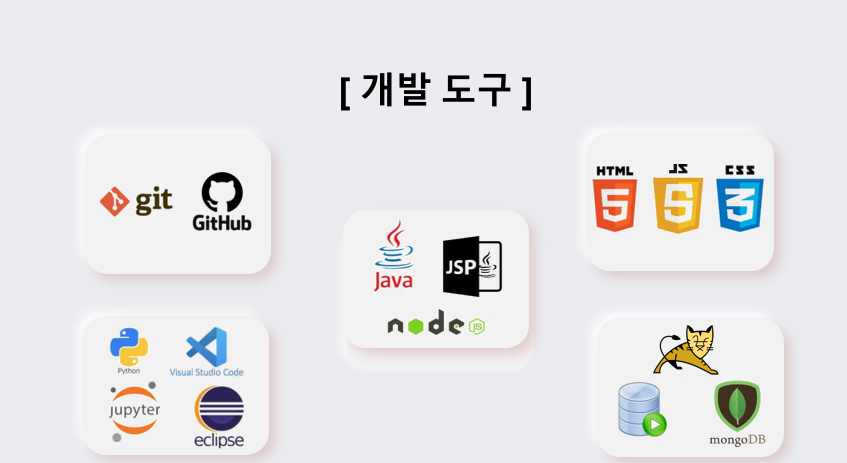 [ 개발 도구 ]
git
GitHub
HTML
JS
CSS
5
3
Java
JSP
node
JS
Python
Visual Studio Code
jupyter
eclipse
mongoDB